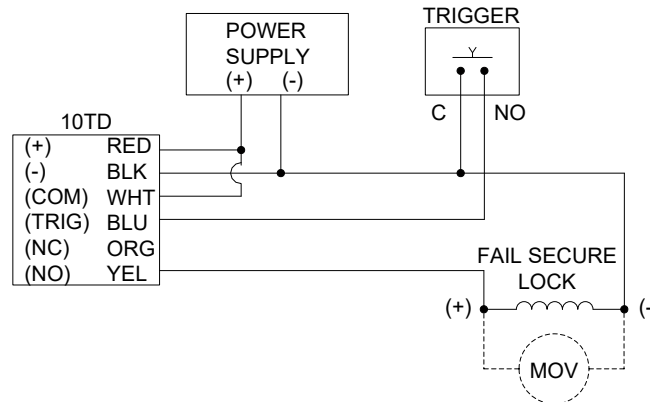 TRIGGER
POWER
SUPPLY
(+) (-)
C NO
10TD
(+) RED
(-) BLK
(COM) WHT
(TRIG) BLU
(NC) ORG
(NO) YEL
FAIL SECURE
LOCK
(+) (-
MOV